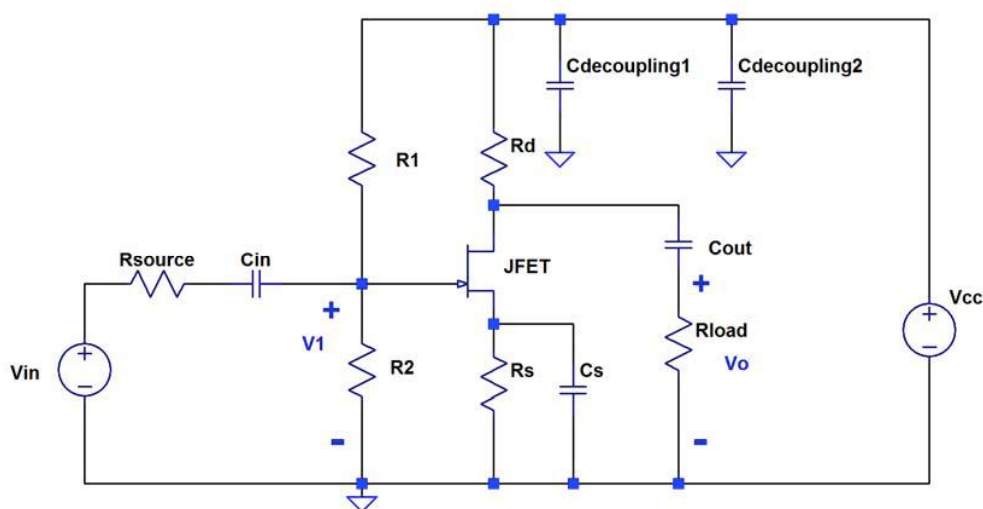 Cdecoupling1
Cdecoupling2
R1
Rd
Rsource
Cin
JFET
Cout
+
+
Vcc
+
-
V1
Rload
Vin
+
-
R2
Rs
Cs
Vo
-
-